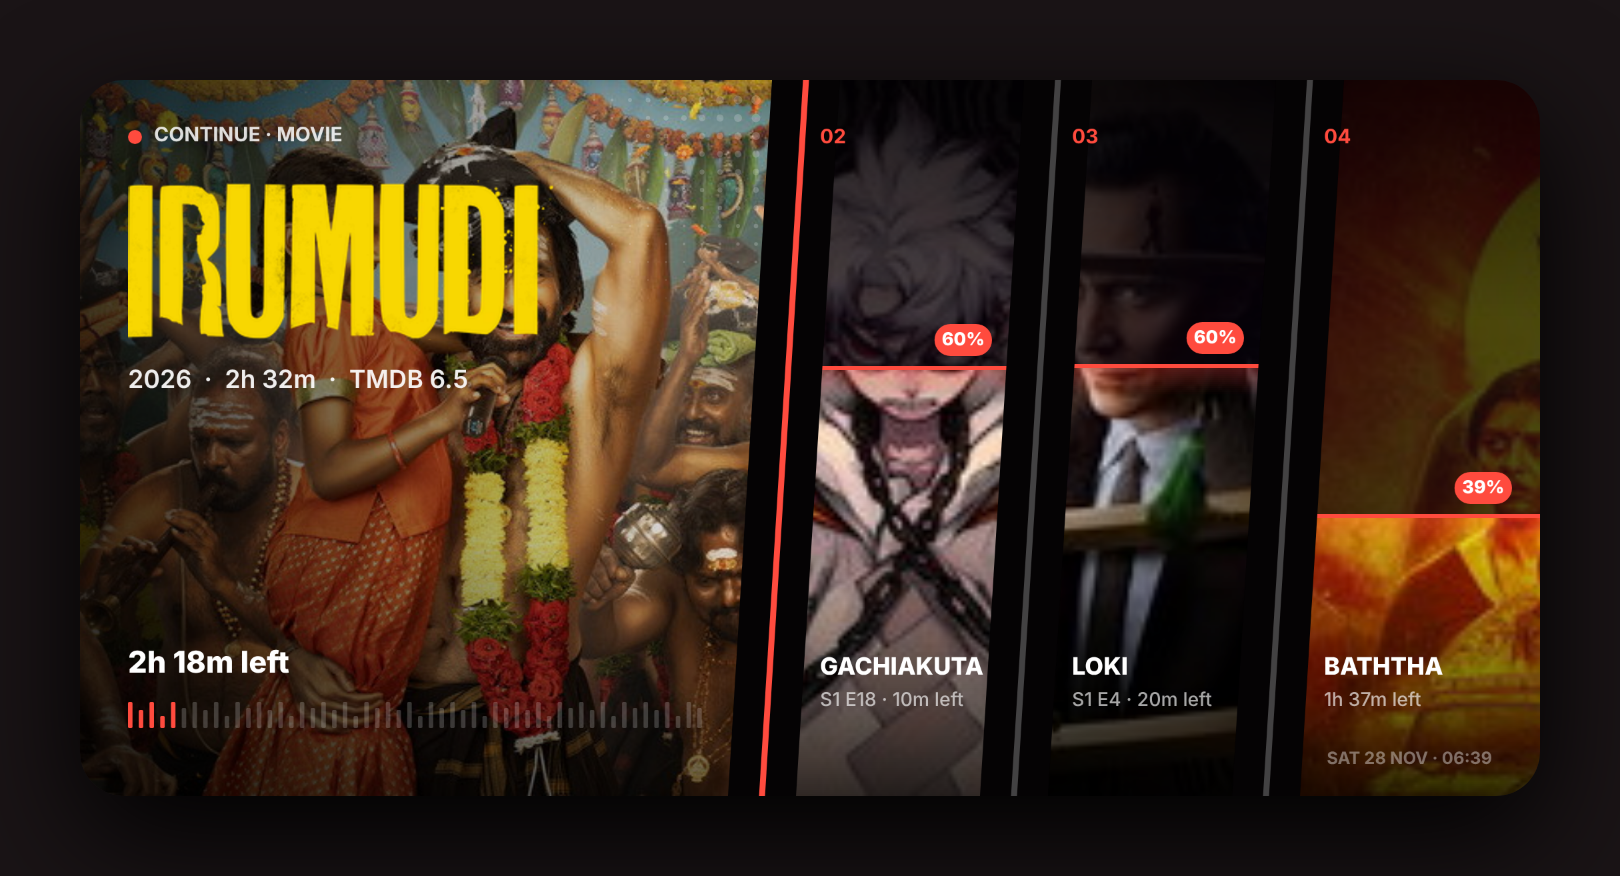 CONTINUE · MOVIE
IRUMUDI
2026 · 2h 32m · TMDB 6.5
2h 18m left
02
60%
GACHIAKUTA
S1 E18 · 10m left
03
60%
LOKI
S1 E4 · 20m left
04
39%
BATHTHA
1h 37m left
SAT 28 NOV · 06:39